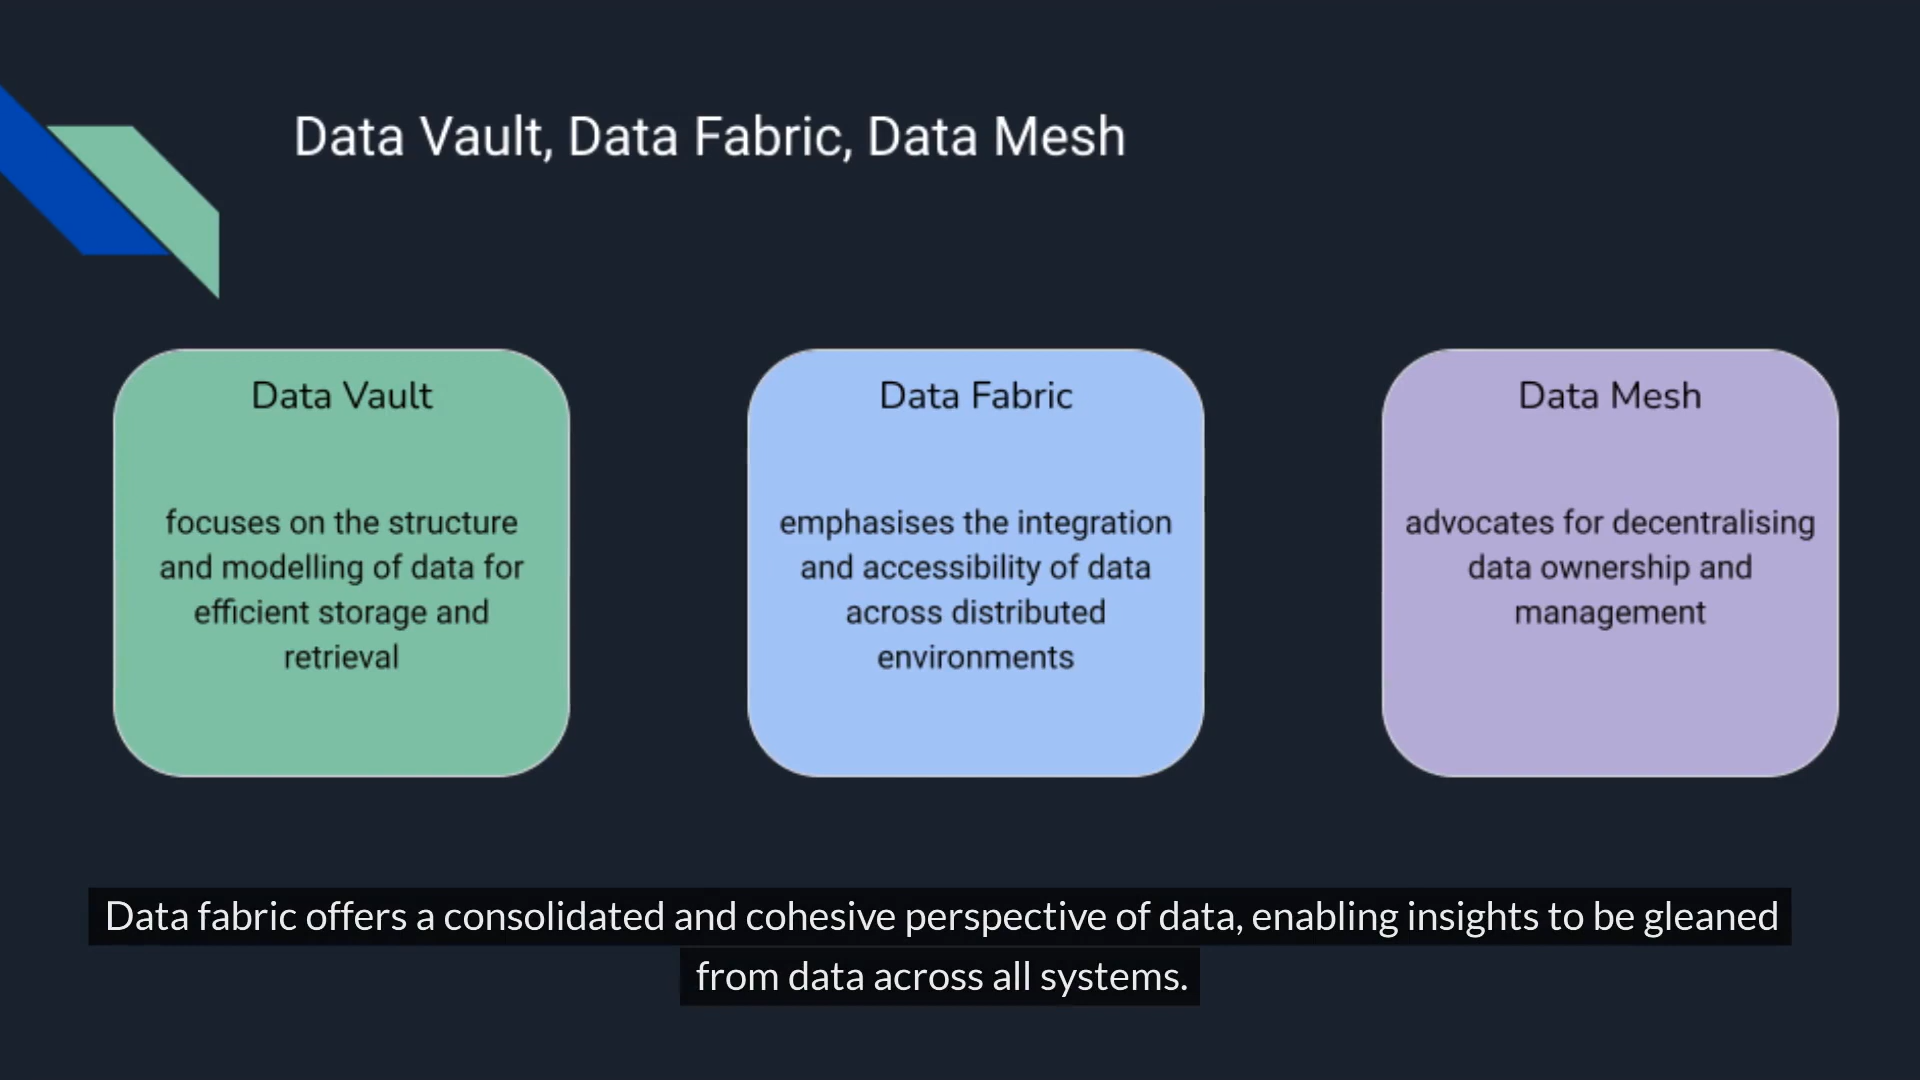 Data Vault, Data Fabric, Data Mesh
Data Vault
focuses on the structure
and modelling of data for
efficient storage and
retrieval
Data Fabric
emphasises the integration
and accessibility of data
across distributed
environments
Data Mesh
advocates for decentralising
data ownership and
management
Data fabric offers a consolidated and cohesive perspective of data, enabling insights to be gleaned
from data across all systems.